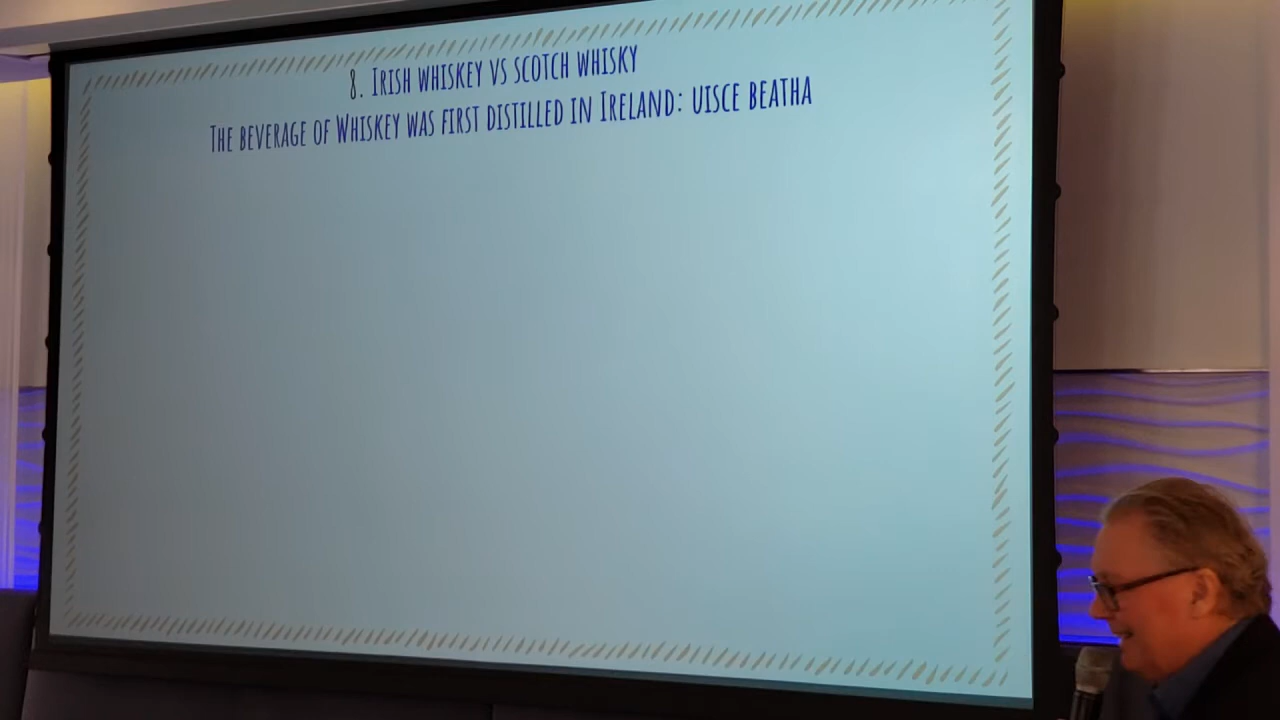 8. Irish whiskey vs scotch whisky
The beverage of Whiskey was first distilled in Ireland: uisce beatha